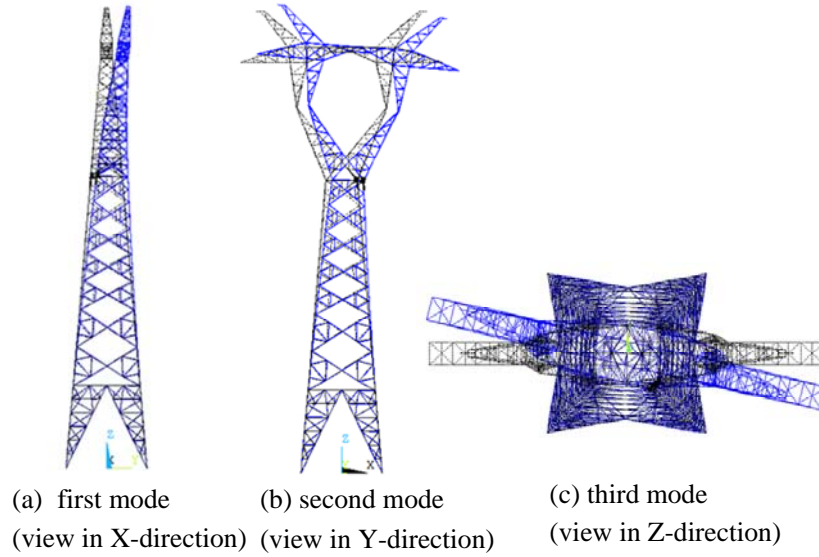 Z
X
Y
Z
X
(a) first mode
(view in X-direction)
(b) second mode
(view in Y-direction)
(c) third mode
(view in Z-direction)